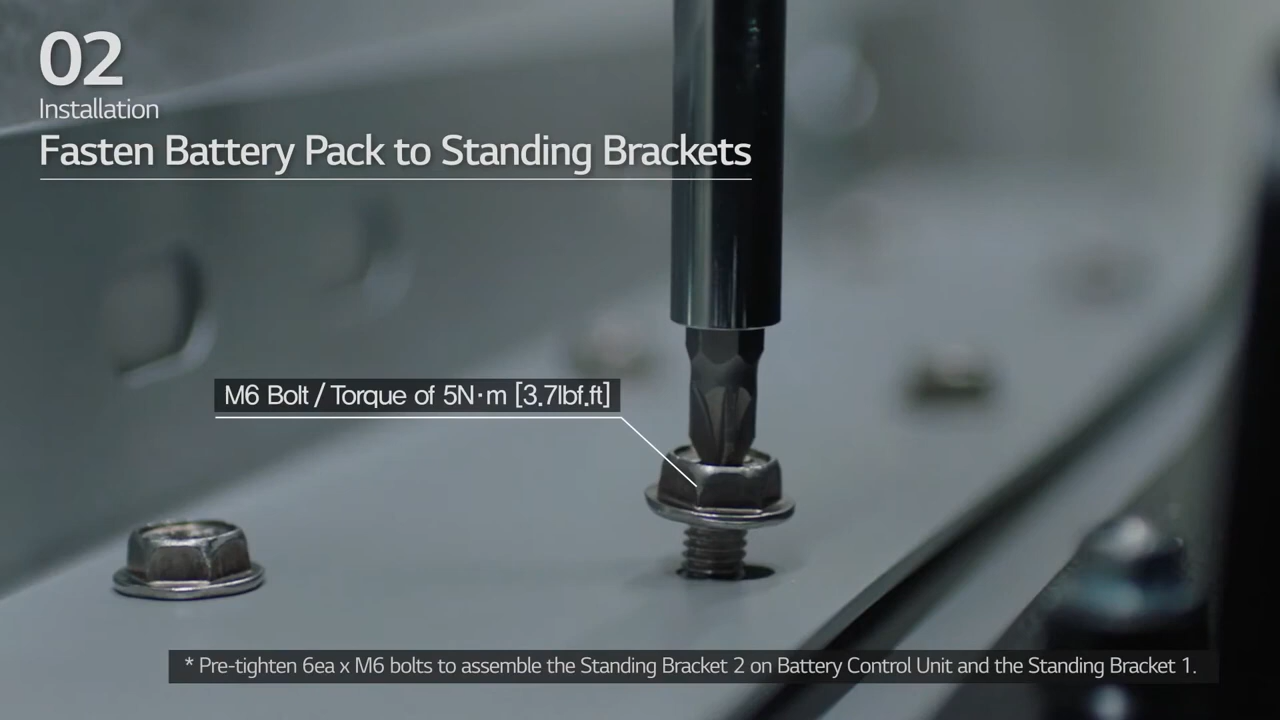 02
Installation
Fasten Battery Pack to Standing Brackets
M6 Bolt / Torque of 5N·m [3.7lbf.ft]
* Pre-tighten 6ea x M6 bolts to assemble the Standing Bracket 2 on Battery Control Unit and the Standing Bracket 1.